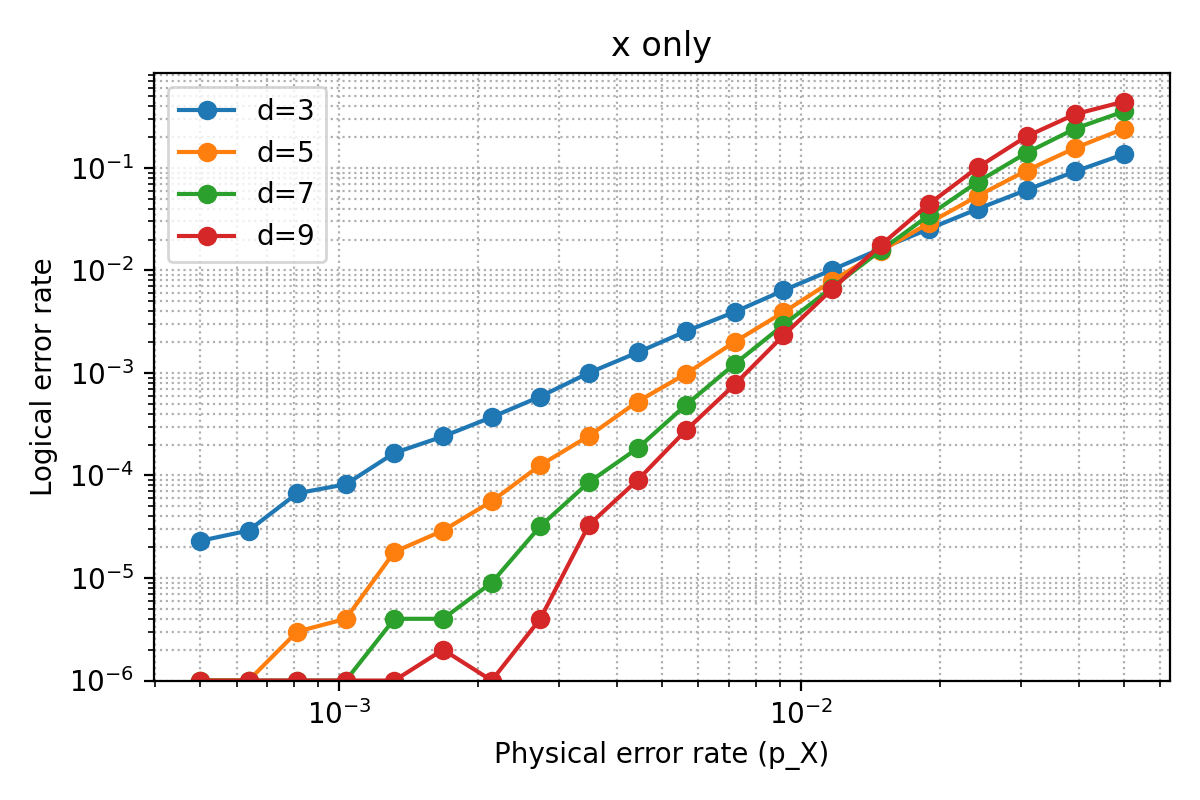 x only
d=3
d=5
d=7
d=9
Logical error rate
10⁻¹
10⁻²
10⁻³
10⁻⁴
10⁻⁵
10⁻⁶
10⁻³ 10⁻²
Physical error rate (p_X)